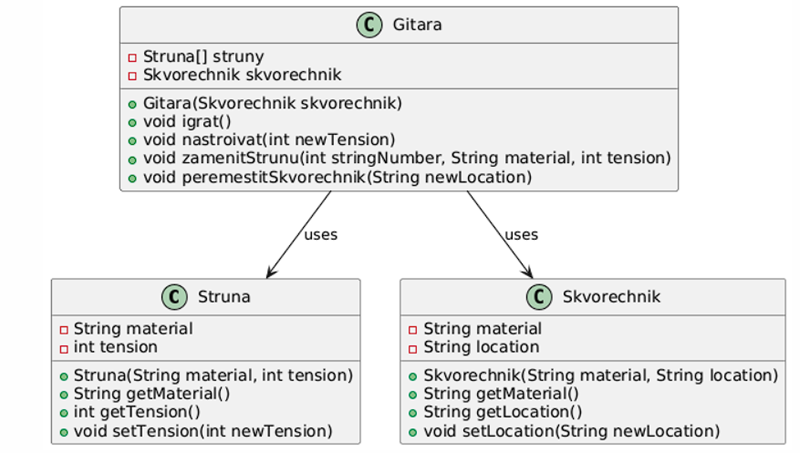 C Gitara
Struna[] struny
Skvorechnik skvorechnik
Gitara(Skvorechnik skvorechnik)
void igrat()
void nastroivat(int newTension)
void zamenitStrunu(int stringNumber, String material, int tension)
void peremestitSkvorechnik(String newLocation)
uses
uses
C Struna
String material
int tension
Struna(String material, int tension)
String getMaterial()
int getTension()
void setTension(int newTension)
C Skvorechnik
String material
String location
Skvorechnik(String material, String location)
String getMaterial()
String getLocation()
void setLocation(String newLocation)